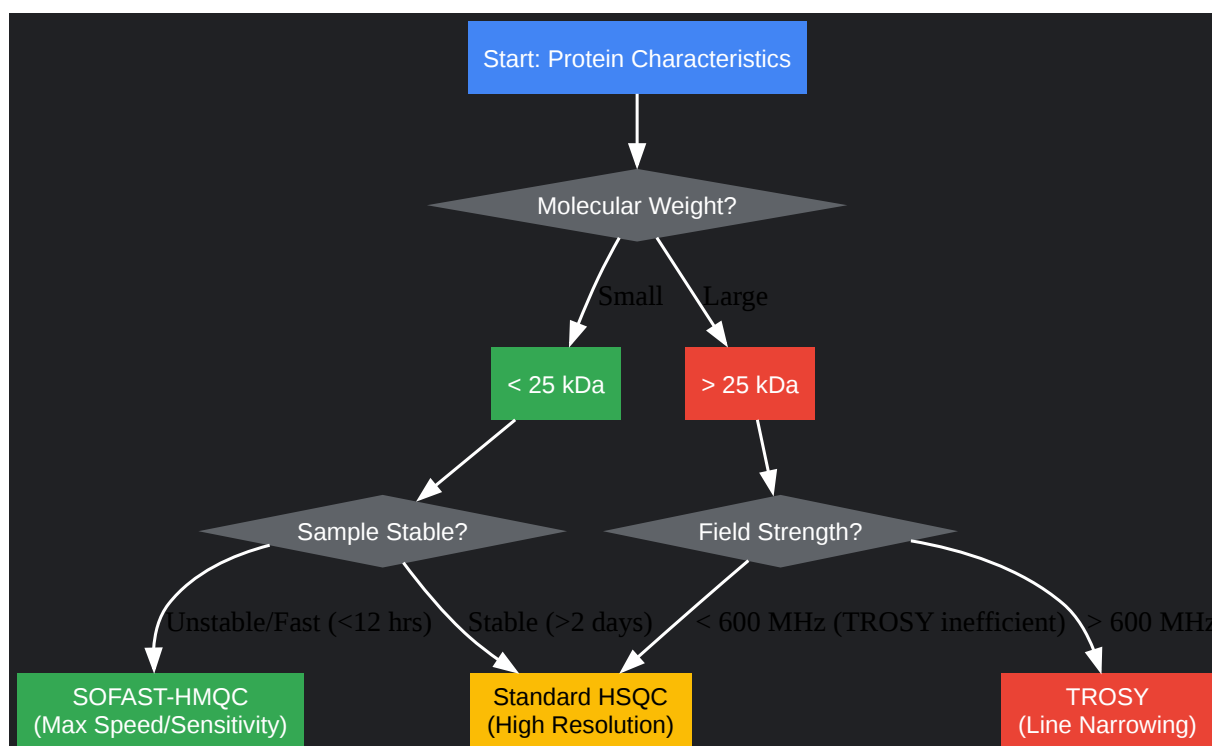 Start: Protein Characteristics
Molecular Weight?
Small
Large
< 25 kDa
> 25 kDa
Sample Stable?
Field Strength?
Unstable/Fast (<12 hrs)
Stable (>2 days)
< 600 MHz (TROSY inefficient)
> 600 MHz
SOFAST-HMQC
(Max Speed/Sensitivity)
Standard HSQC
(High Resolution)
TROSY
(Line Narrowing)